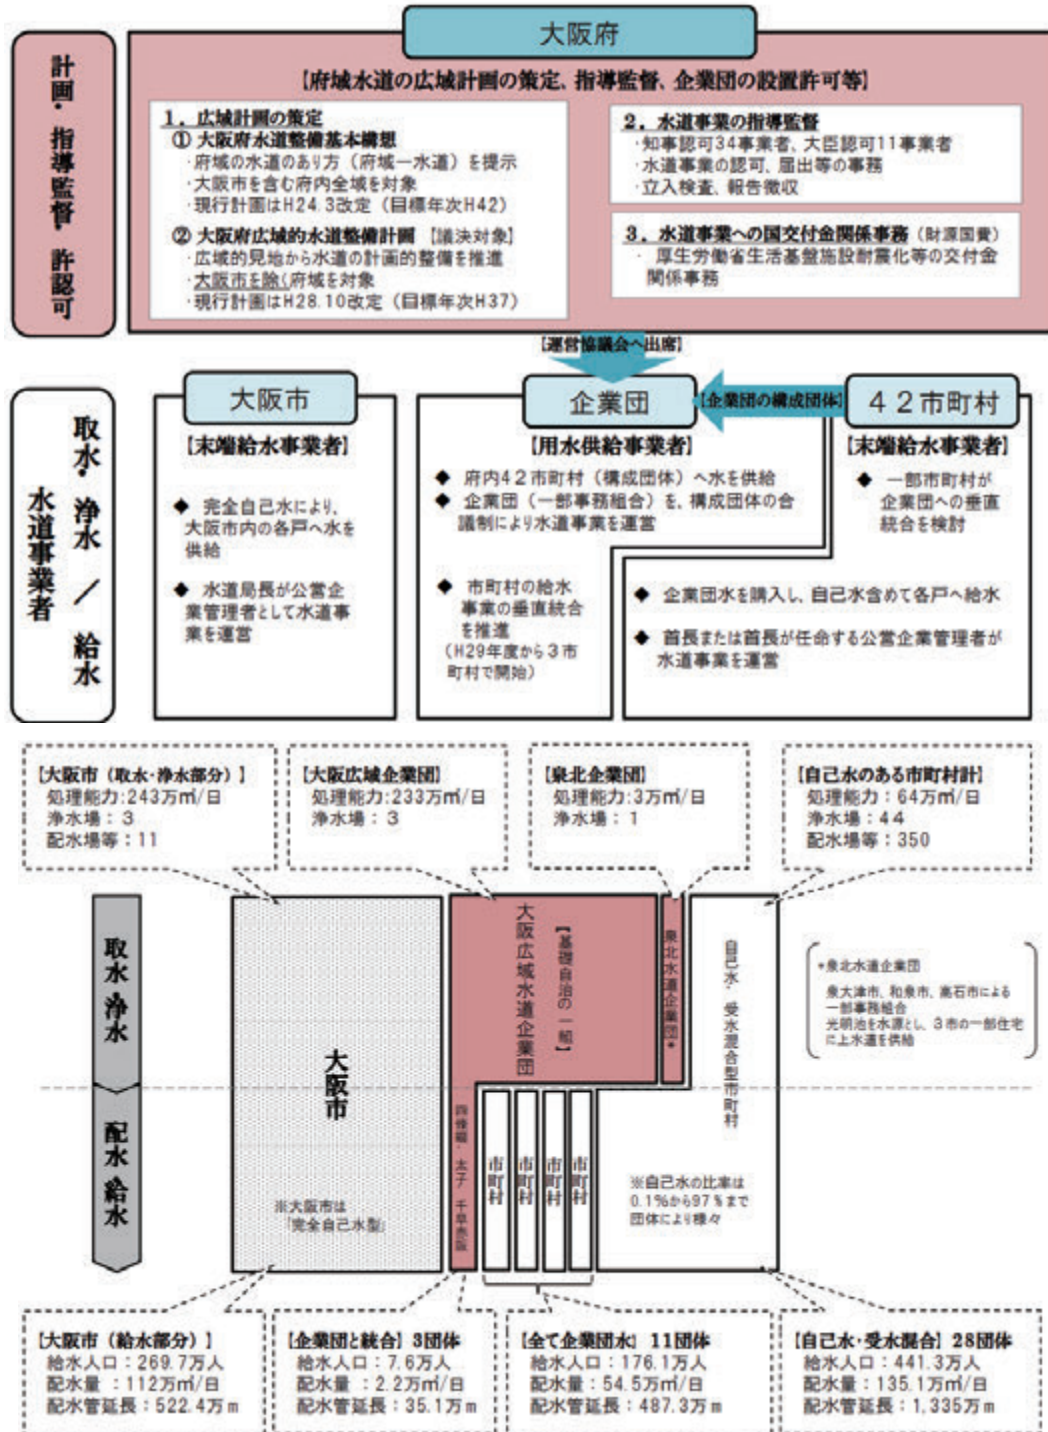 大阪府
計画・指導監督・許認可
【府域水道の広域計画の策定、指導監督、企業団の設置許可等】
1．広域計画の策定
① 大阪府水道整備基本構想
・府域の水道のあり方（府域一水道）を提示
・大阪市を含む府内全域を対象
・現行計画はH24.3改定（目標年次H42）
② 大阪府広域的水道整備計画 【議決対象】
・広域的見地から水道の計画的整備を推進
・大阪市を除く府域を対象
・現行計画はH28.10改定（目標年次H37）
2．水道事業の指導監督
・知事認可34事業者、大臣認可11事業者
・水道事業の認可、届出等の事務
・立入検査、報告徴収
3．水道事業への国交付金関係事務（財源国費）
・厚生労働省生活基盤施設耐震化等の交付金
関係事務
【運営協議会へ出席】
水道事業者
取水・浄水／給水
大阪市
【末端給水事業者】
◆ 完全自己水により、
大阪市内の各戸へ水を
供給
◆ 水道局長が公営企
業管理者として水道事
業を運営
企業団
【企業団の構成団体】
【用水供給事業者】
◆ 府内42市町村（構成団体）へ水を供給
◆ 企業団（一部事務組合）を、構成団体の合
議制により水道事業を運営
◆ 市町村の給水
事業の垂直統合
を推進
（H29年度から3市
町村で開始）
42市町村
【末端給水事業者】
◆ 一部市町村が
企業団への垂直
統合を検討
◆ 企業団水を購入し、自己水含めて各戸へ給水
◆ 首長または首長が任命する公営企業管理者が
水道事業を運営
【大阪市（取水・浄水部分）】
処理能力:243万㎥/日
浄水場：3
配水場等：11
【大阪広域企業団】
処理能力:233万㎥/日
浄水場：3
【泉北企業団】
処理能力:3万㎥/日
浄水場：1
【自己水のある市町村計】
処理能力：64万㎥/日
浄水場：44
配水場等：350
取水・浄水
配水・給水
大阪市
※大阪市は
「完全自己水型」
大阪広域水道企業団
【基礎自治の一組】
四條畷・太子・千早赤阪
泉北水道企業団*
市町村
市町村
市町村
市町村
自己水・受水混合型市町村
※自己水の比率は
0.1%から97%まで
団体により様々
*泉北水道企業団
泉大津市、和泉市、高石市による
一部事務組合
光明池を水源とし、3市の一部住宅
に上水道を供給
【大阪市（給水部分）】
給水人口：269.7万人
配水量：112万㎥/日
配水管延長：522.4万m
【企業団と統合】3団体
給水人口：7.6万人
配水量：2.2万㎥/日
配水管延長：35.1万m
【全て企業団水】11団体
給水人口：176.1万人
配水量：54.5万㎥/日
配水管延長：487.3万m
【自己水・受水混合】28団体
給水人口：441.3万人
配水量：135.1万㎥/日
配水管延長：1,335万m